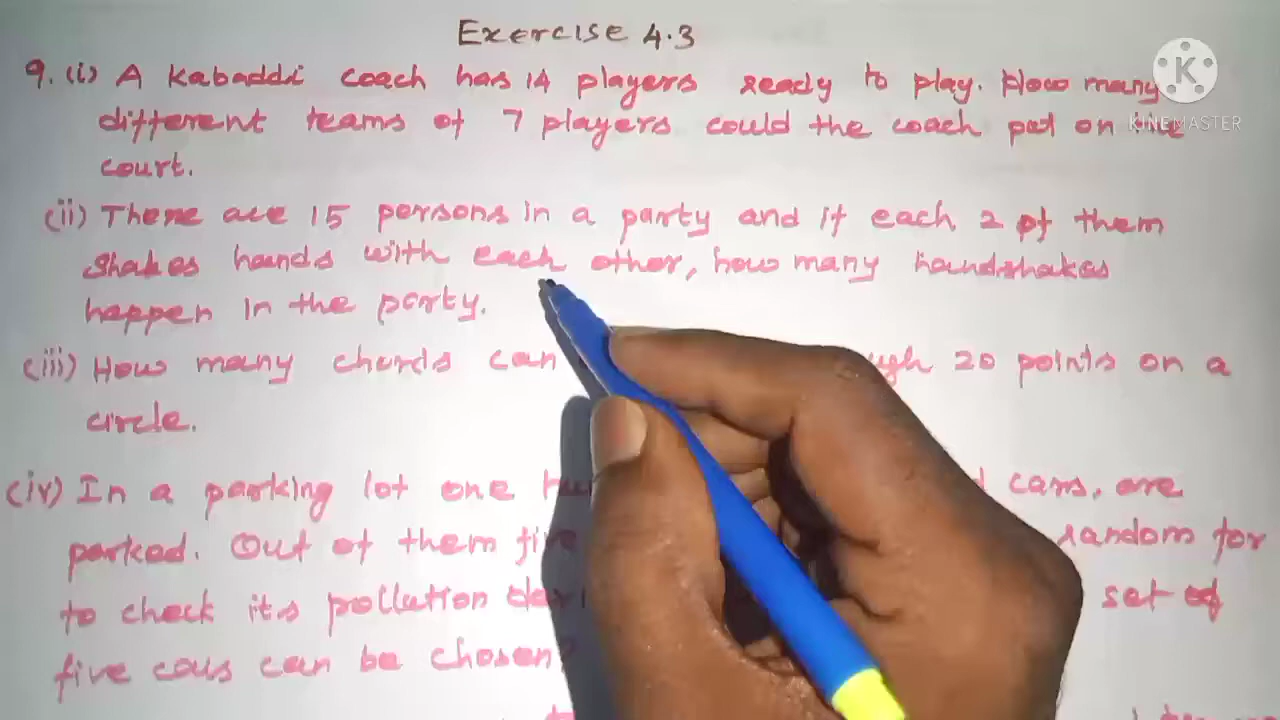 Exercise 4.3
9. (i) A Kabaddi coach has 14 players ready to play. How many
different teams of 7 players could the coach put on the
court.
(ii) There are 15 persons in a party and if each 2 of them
shakes hands with each other, how many handshakes
happen in the party.
(iii) How many chords can 20 points on a
circle.
(iv) In a parking lot one cars, are
parked. Out of them five random for
to check its pollution set of
five cars can be chosen?
K
KINEMASTER